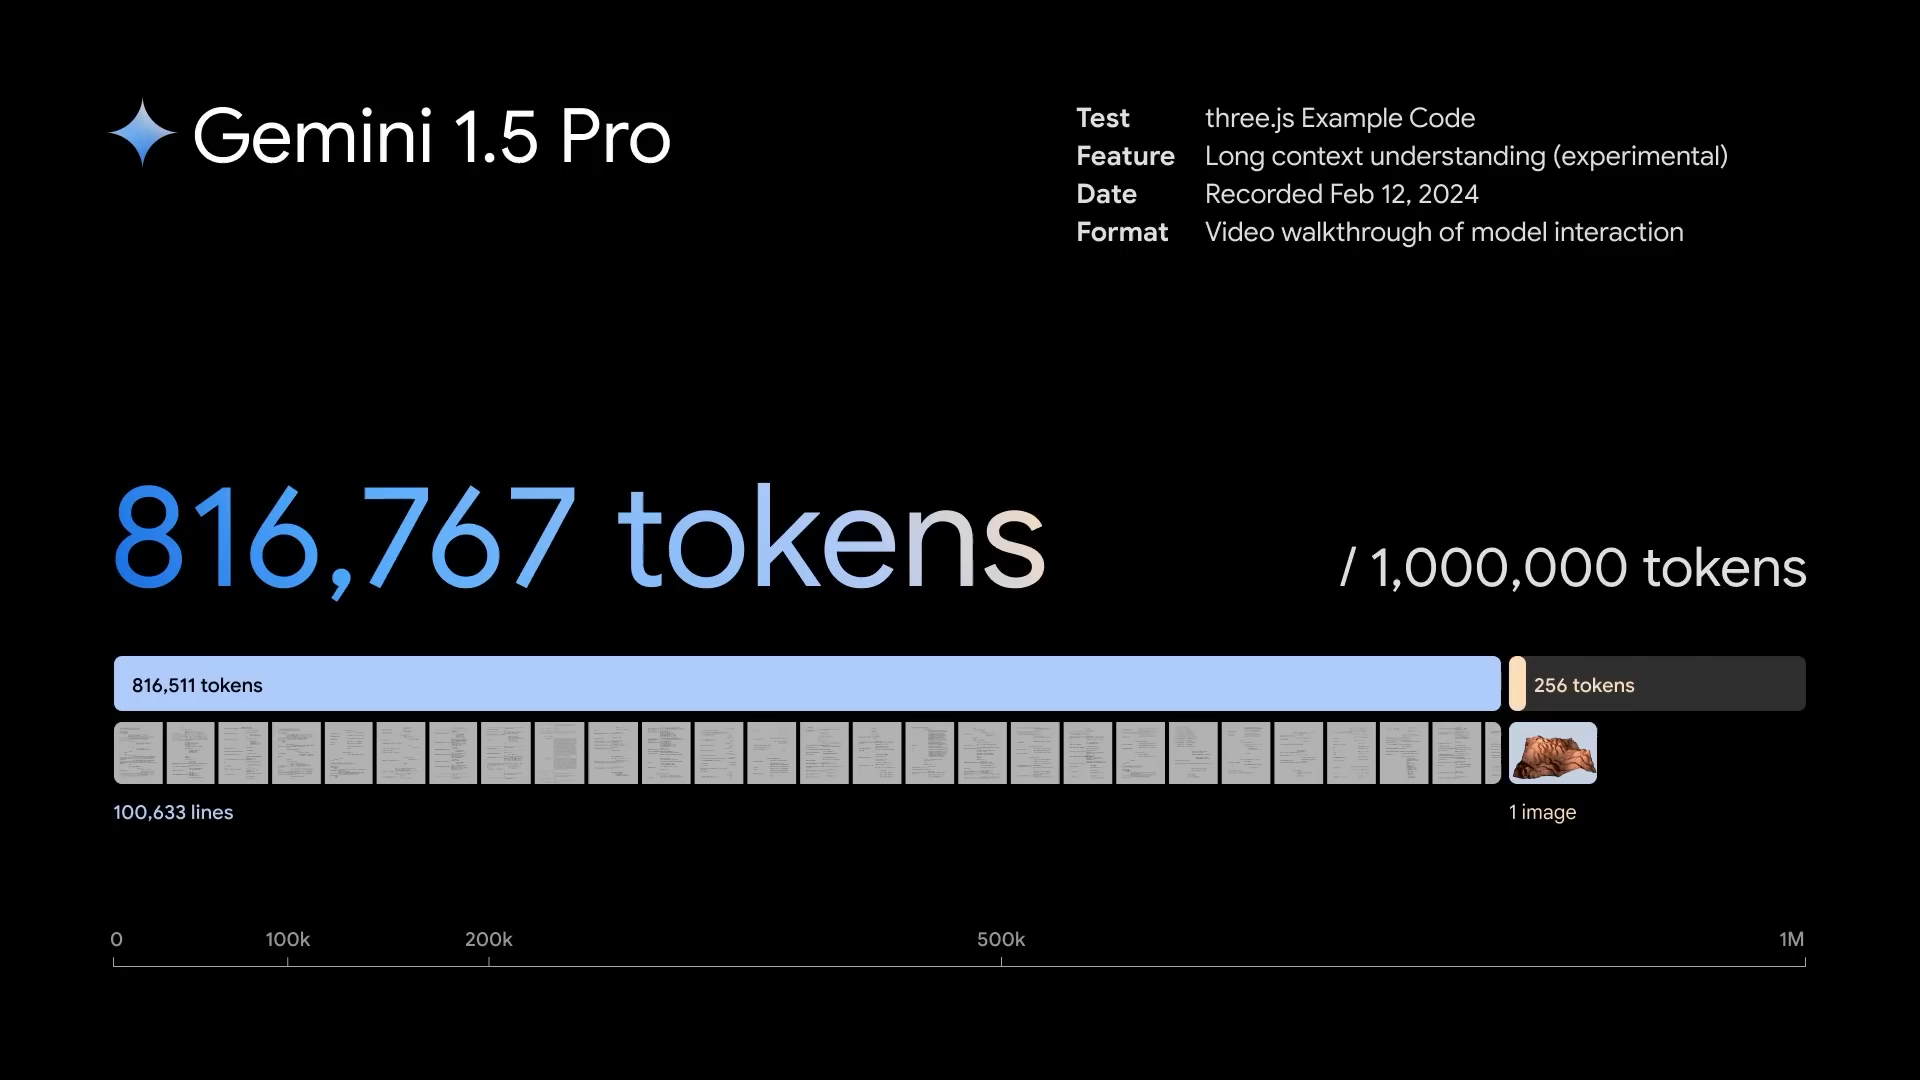 Gemini 1.5 Pro
Test three.js Example Code
Feature Long context understanding (experimental)
Date Recorded Feb 12, 2024
Format Video walkthrough of model interaction
816,767 tokens / 1,000,000 tokens
816,511 tokens 256 tokens
100,633 lines 1 image
0 100k 200k 500k 1M